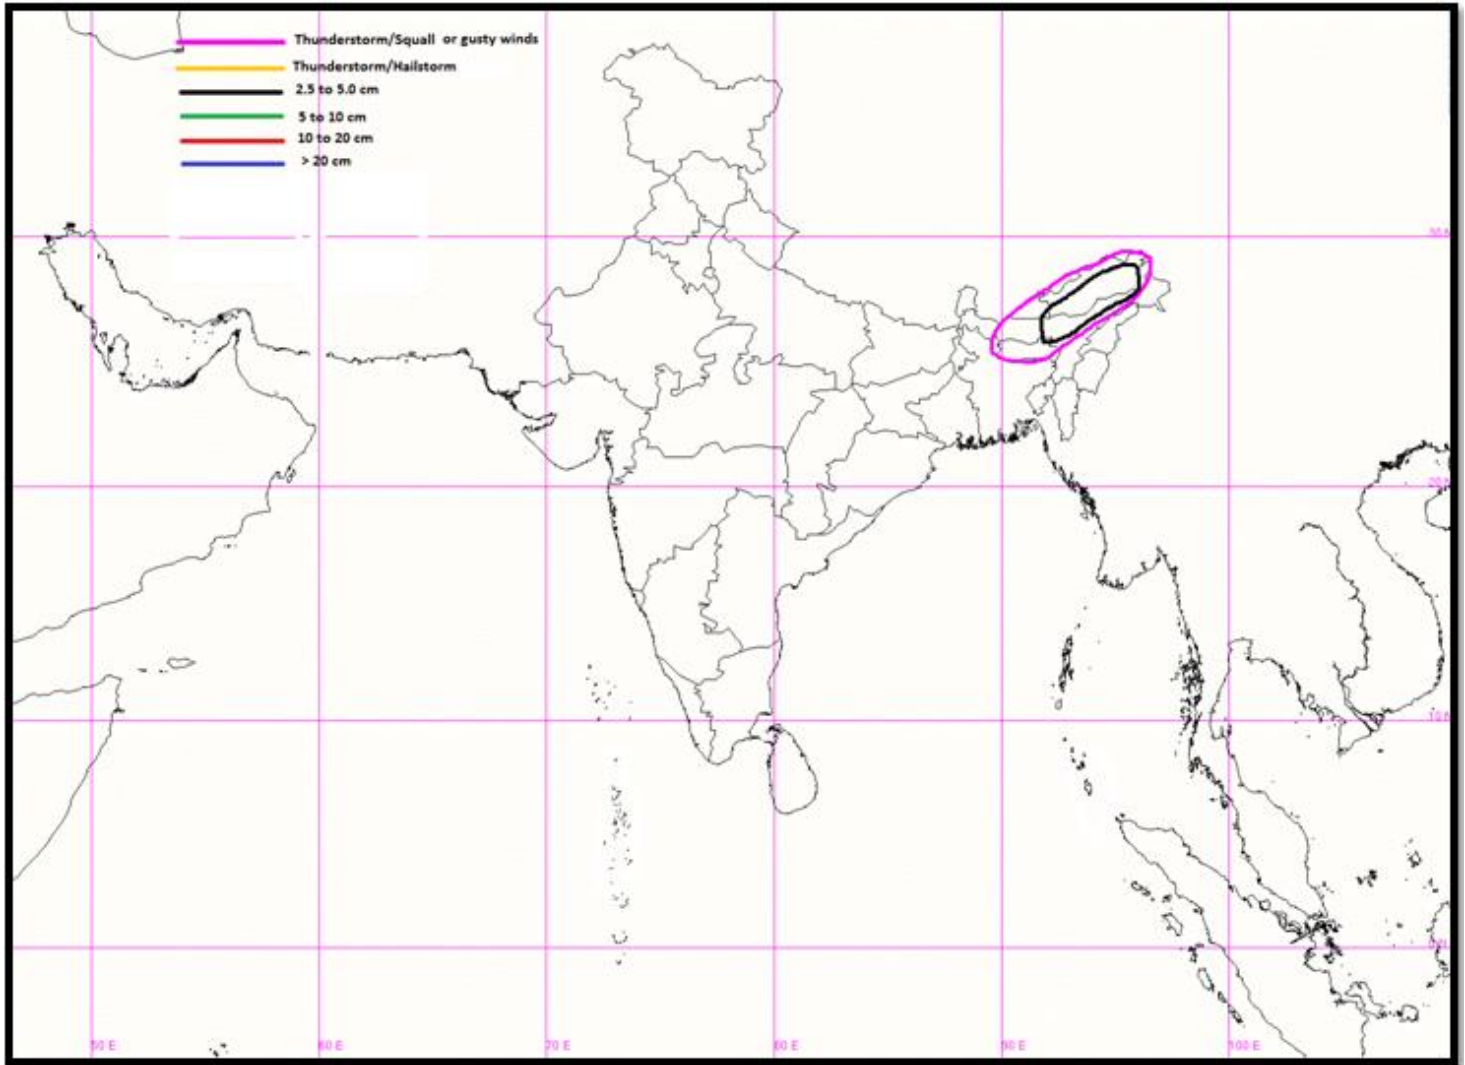 Thunderstorm/Squall or gusty winds
Thunderstorm/Hailstorm
2.5 to 5.0 cm
5 to 10 cm
10 to 20 cm
> 20 cm
50 E
60 E
70 E
80 E
90 E
100 E